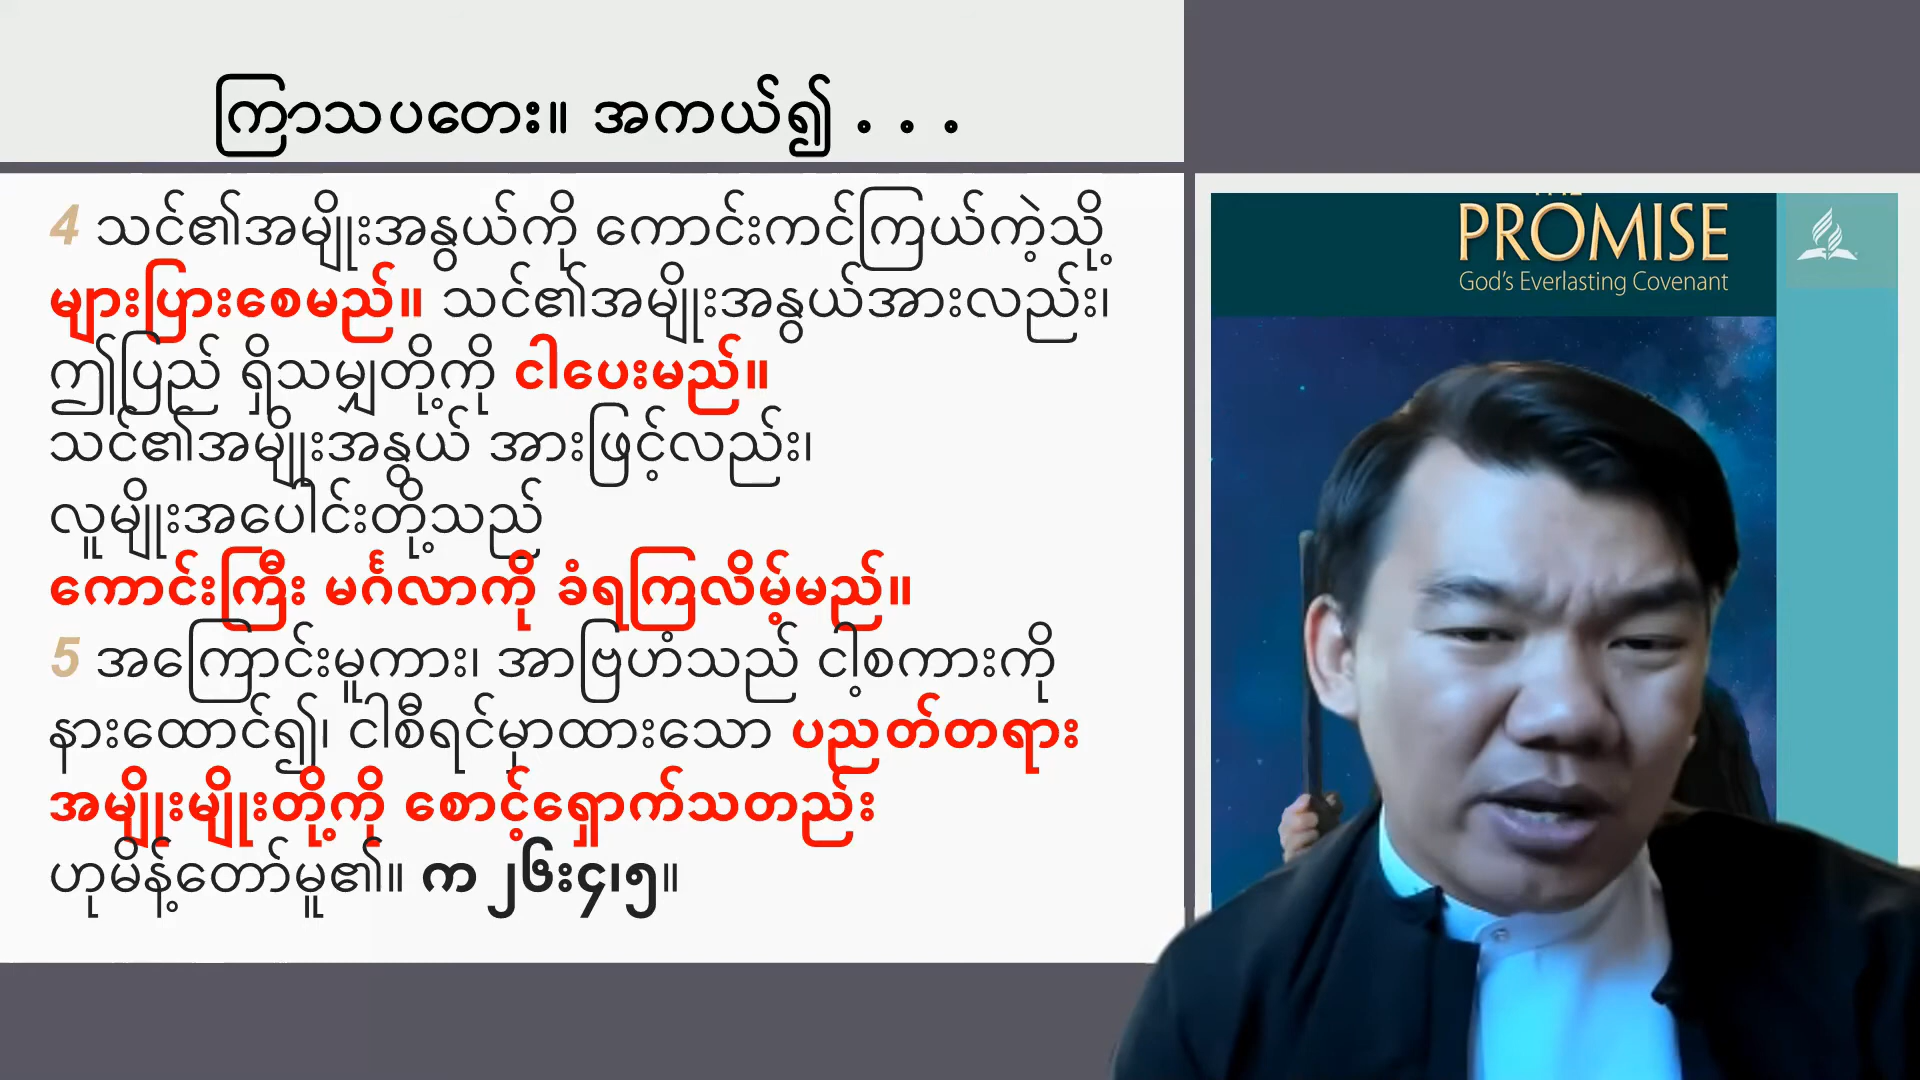 ကြာသပတေး။ အကယ်၍ . . .
4 သင်၏အမျိုးအနွယ်ကို ကောင်းကင်ကြယ်ကဲ့သို့
များပြားစေမည်။ သင်၏အမျိုးအနွယ်အားလည်း၊
ဤပြည် ရှိသမျှတို့ကို ငါပေးမည်။
သင်၏အမျိုးအနွယ် အားဖြင့်လည်း၊
လူမျိုးအပေါင်းတို့သည်
ကောင်းကြီး မင်္ဂလာကို ခံရကြလိမ့်မည်။
5 အကြောင်းမူကား၊ အာဗြဟံသည် ငါ့စကားကို
နားထောင်၍၊ ငါစီရင်မှာထားသော ပညတ်တရား
အမျိုးမျိုးတို့ကို စောင့်ရှောက်သတည်း
ဟုမိန့်တော်မူ၏။ က ၂၆း၄၊၅။
PROMISE
God's Everlasting Covenant